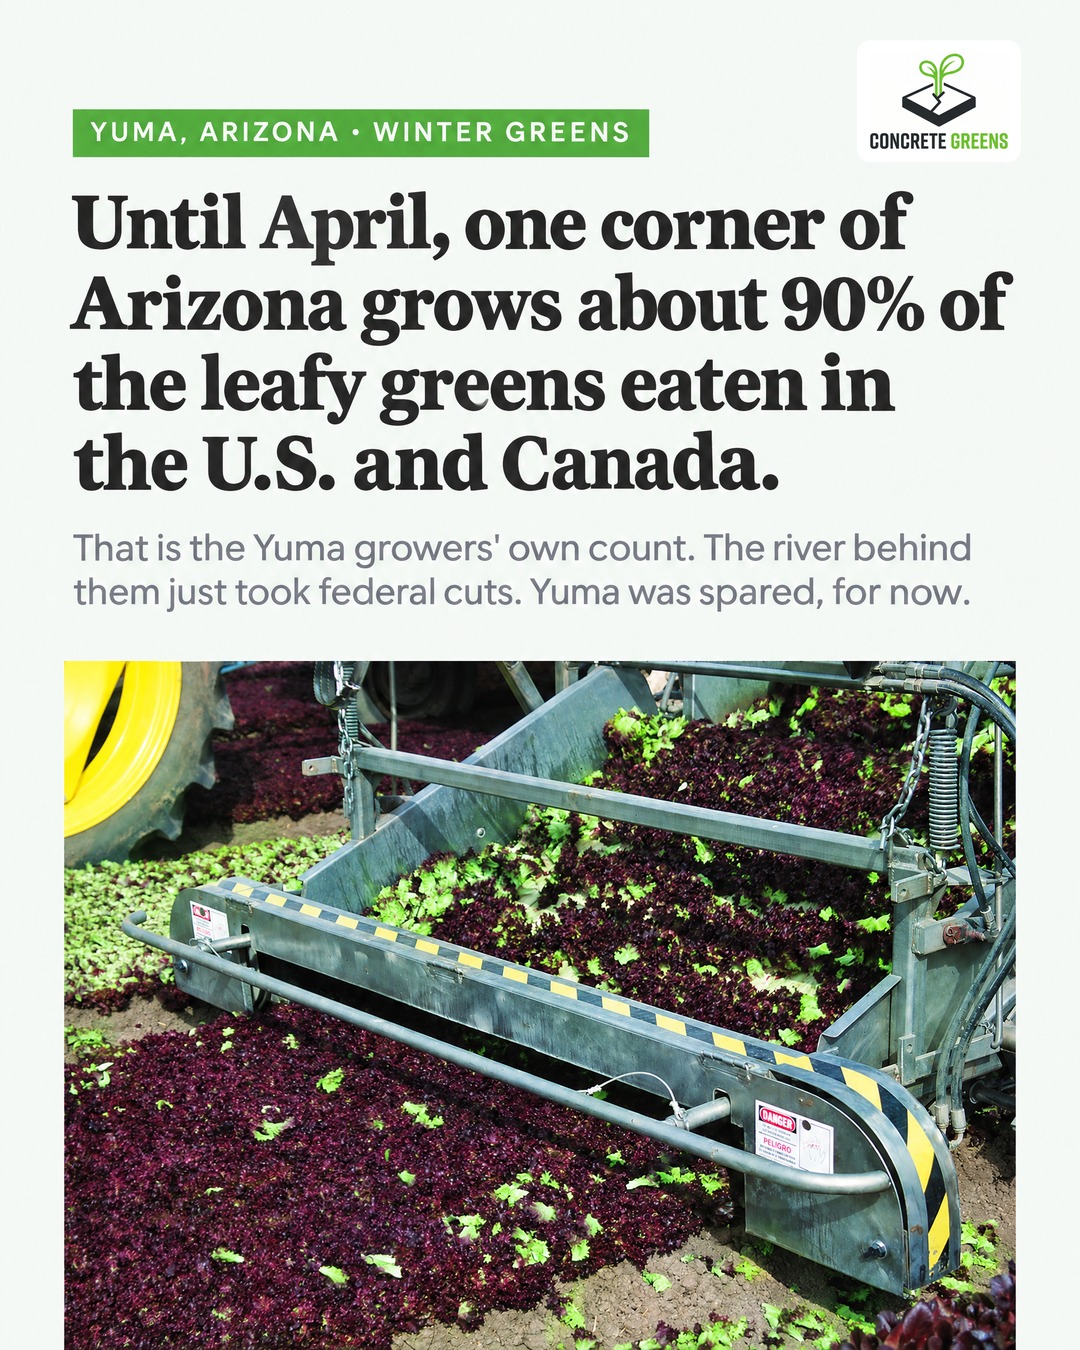 YUMA, ARIZONA • WINTER GREENS
CONCRETE GREENS
Until April, one corner of
Arizona grows about 90% of
the leafy greens eaten in
the U.S. and Canada.
That is the Yuma growers' own count. The river behind
them just took federal cuts. Yuma was spared, for now.
DANGER
PELIGRO